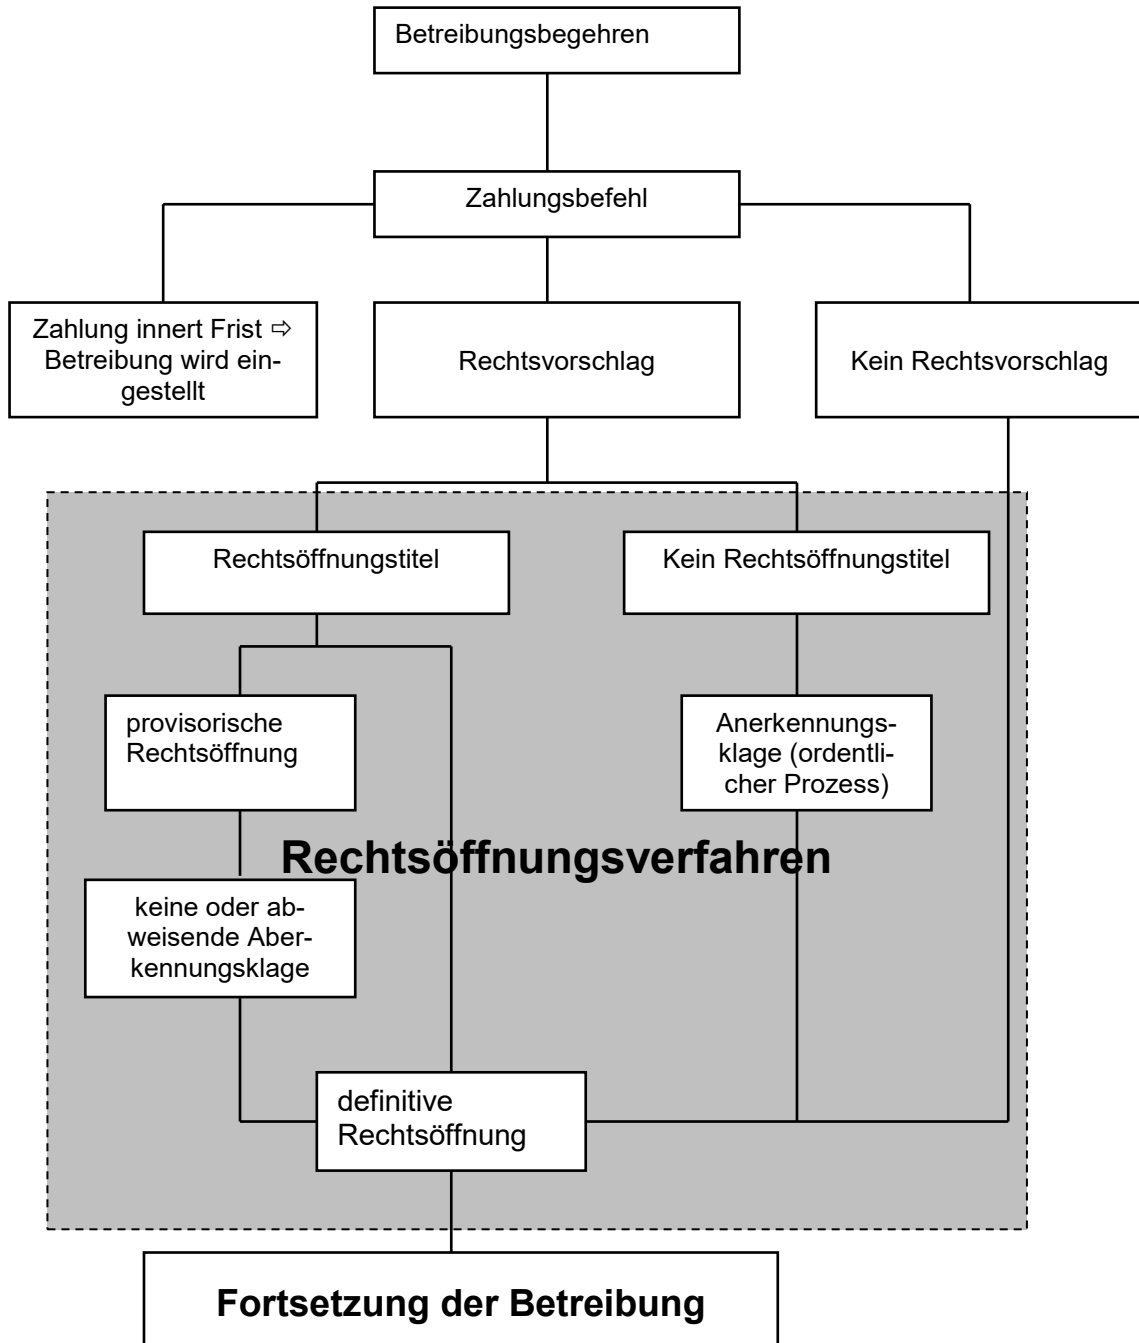 Betreibungsbegehren
Zahlungsbefehl
Zahlung innert Frist ⇨
Betreibung wird ein-
gestellt
Rechtsvorschlag
Kein Rechtsvorschlag
Rechtsöffnungstitel
Kein Rechtsöffnungstitel
provisorische
Rechtsöffnung
Anerkennungs-
klage (ordentli-
cher Prozess)
Rechtsöffnungsverfahren
keine oder ab-
weisende Aber-
kennungsklage
definitive
Rechtsöffnung
Fortsetzung der Betreibung